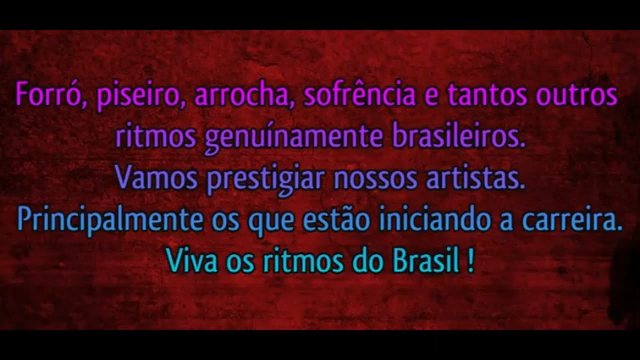 Forró, piseiro, arrocha, sofrência e tantos outros
ritmos genuínamente brasileiros.
Vamos prestigiar nossos artistas.
Principalmente os que estão iniciando a carreira.
Viva os ritmos do Brasil !